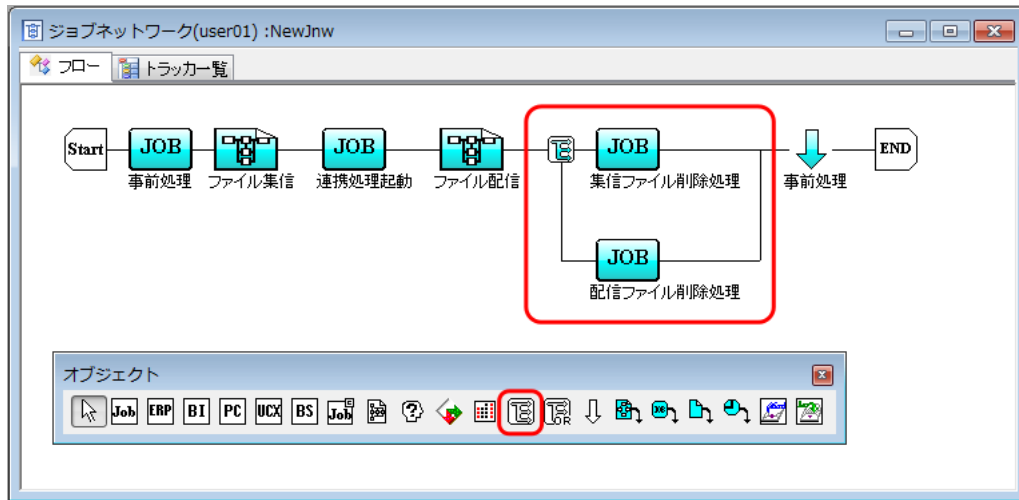 ジョブネットワーク(user01) :NewJnw
フロー トラッカ一覧
Start JOB JOB JOB END
事前処理 ファイル集信 連携処理起動 ファイル配信 集信ファイル削除処理 事前処理
JOB
配信ファイル削除処理
オブジェクト
Job ERP BI PC UCX BS Job OR